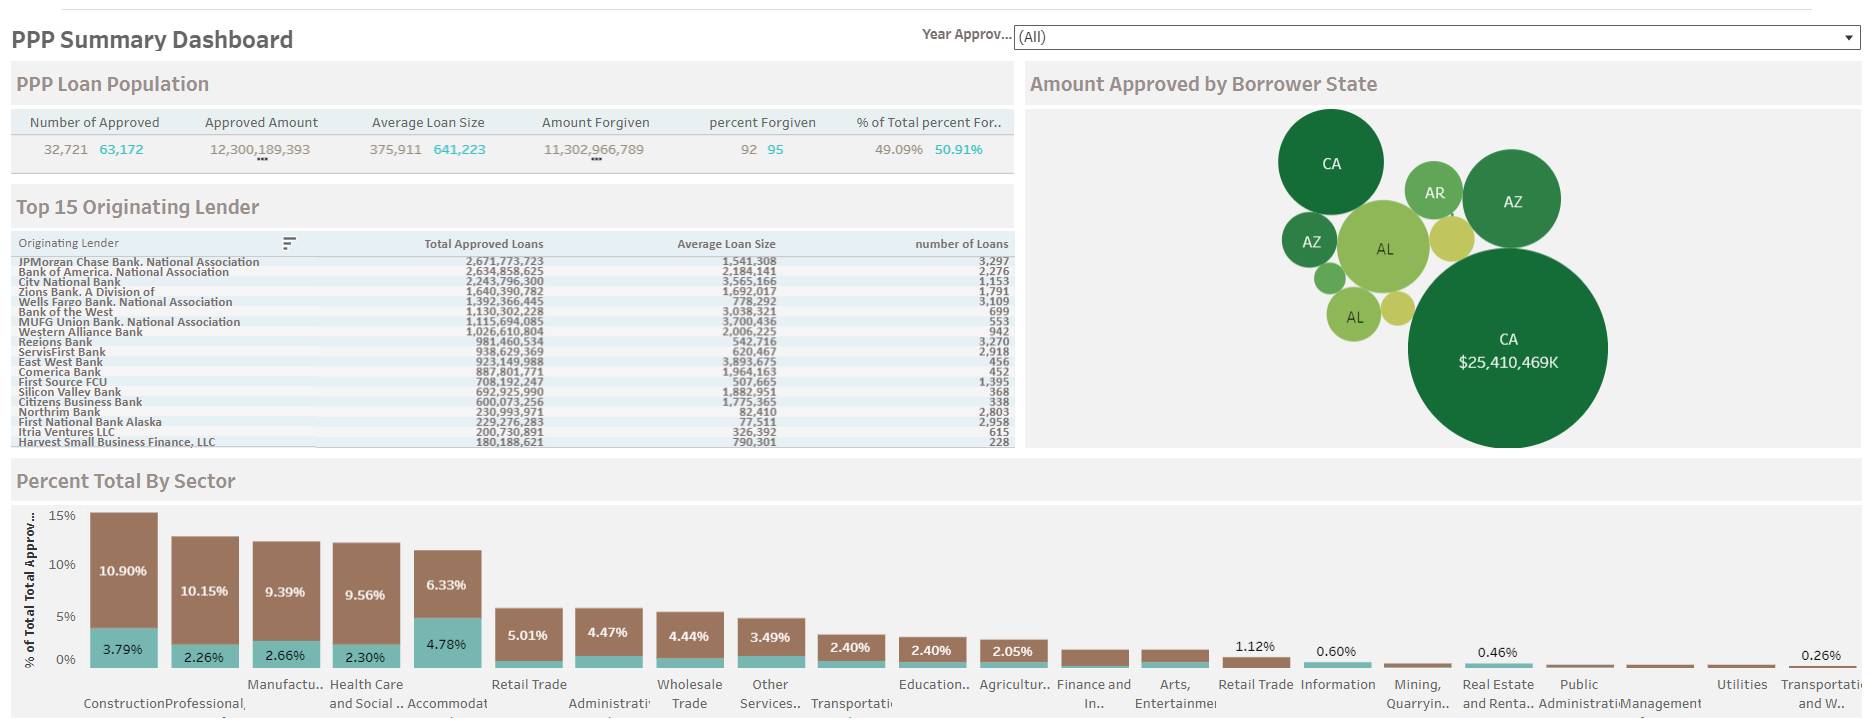 PPP Summary Dashboard
Year Approv... (All)
PPP Loan Population
Number of Approved Approved Amount Average Loan Size Amount Forgiven percent Forgiven % of Total percent For..
32,721 63,172 12,300,189,393 375,911 641,223 11,302,966,789 92 95 49.09% 50.91%
Top 15 Originating Lender
Originating Lender Total Approved Loans Average Loan Size number of Loans
JPMorgan Chase Bank, National Association 2,671,773,723 1,541,308 3,297
Bank of America, National Association 2,634,858,625 2,184,141 2,276
City National Bank 2,243,796,300 3,565,166 1,153
Zions Bank, A Division of 1,640,390,782 1,692,017 1,791
Wells Fargo Bank, National Association 1,392,366,445 778,292 3,109
Bank of the West 1,130,302,228 3,038,321 699
MUFG Union Bank, National Association 1,115,694,085 3,700,436 553
Western Alliance Bank 1,026,610,804 2,006,225 942
Regions Bank 981,460,534 542,716 3,270
ServisFirst Bank 938,629,369 620,467 2,918
East West Bank 923,149,988 3,893,675 456
Comerica Bank 887,801,771 1,964,163 452
First Source FCU 708,192,247 507,665 1,395
Silicon Valley Bank 692,925,990 1,882,951 368
Citizens Business Bank 600,073,256 1,775,365 338
Northrim Bank 230,993,971 82,410 2,803
First National Bank Alaska 229,276,283 77,511 2,958
Itria Ventures LLC 200,730,891 326,392 615
Harvest Small Business Finance, LLC 180,188,621 790,301 228
Amount Approved by Borrower State
CA
AR
AZ
AZ
AL
AL
CA
$25,410,469K
Percent Total By Sector
% of Total Total Approv...
15%
10%
5%
0%
10.90% 10.15% 9.39% 9.56% 6.33% 5.01% 4.47% 4.44% 3.49% 2.40% 2.40% 2.05% 1.12% 0.60% 0.46% 0.26%
3.79% 2.26% 2.66% 2.30% 4.78%
Construction
Professional,
Manufactu..
Health Care
and Social ..
Accommodat
Retail Trade
Administrati
Wholesale
Trade
Other
Services..
Transportati
Education..
Agricultur..
Finance and
In..
Arts,
Entertainme
Retail Trade
Information
Mining,
Quarryin..
Real Estate
and Renta..
Public
Administrati
Management
Utilities
Transportati
and W..